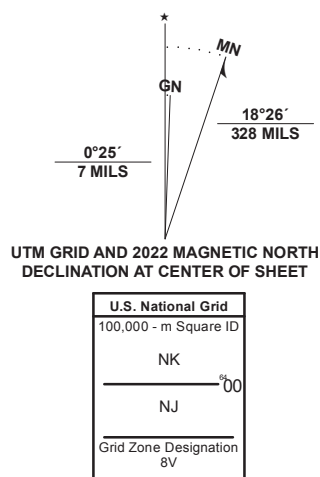 MN
GN
18°26´
328 MILS
0°25´
7 MILS
UTM GRID AND 2022 MAGNETIC NORTH
DECLINATION AT CENTER OF SHEET
U.S. National Grid
100,000 - m Square ID
NK
6400
NJ
Grid Zone Designation
8V